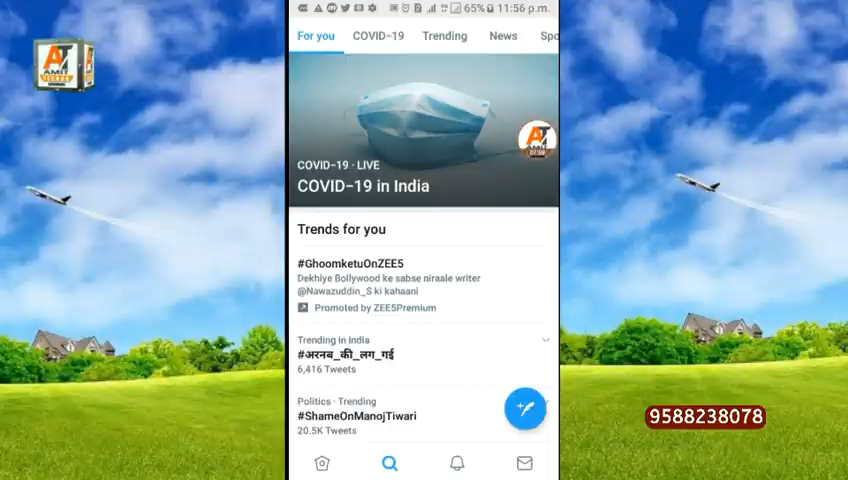 65% 11:56 p.m.
For you COVID-19 Trending News Spo
AT
AMIT
COVID-19 · LIVE
COVID-19 in India
Trends for you
#GhoomketuOnZEE5
Dekhiye Bollywood ke sabse niraale writer
@Nawazuddin_S ki kahaani
Promoted by ZEE5Premium
Trending in India
#अरनब_की_लग_गई
6,416 Tweets
Politics · Trending
#ShameOnManojTiwari
20.5K Tweets
9588238078